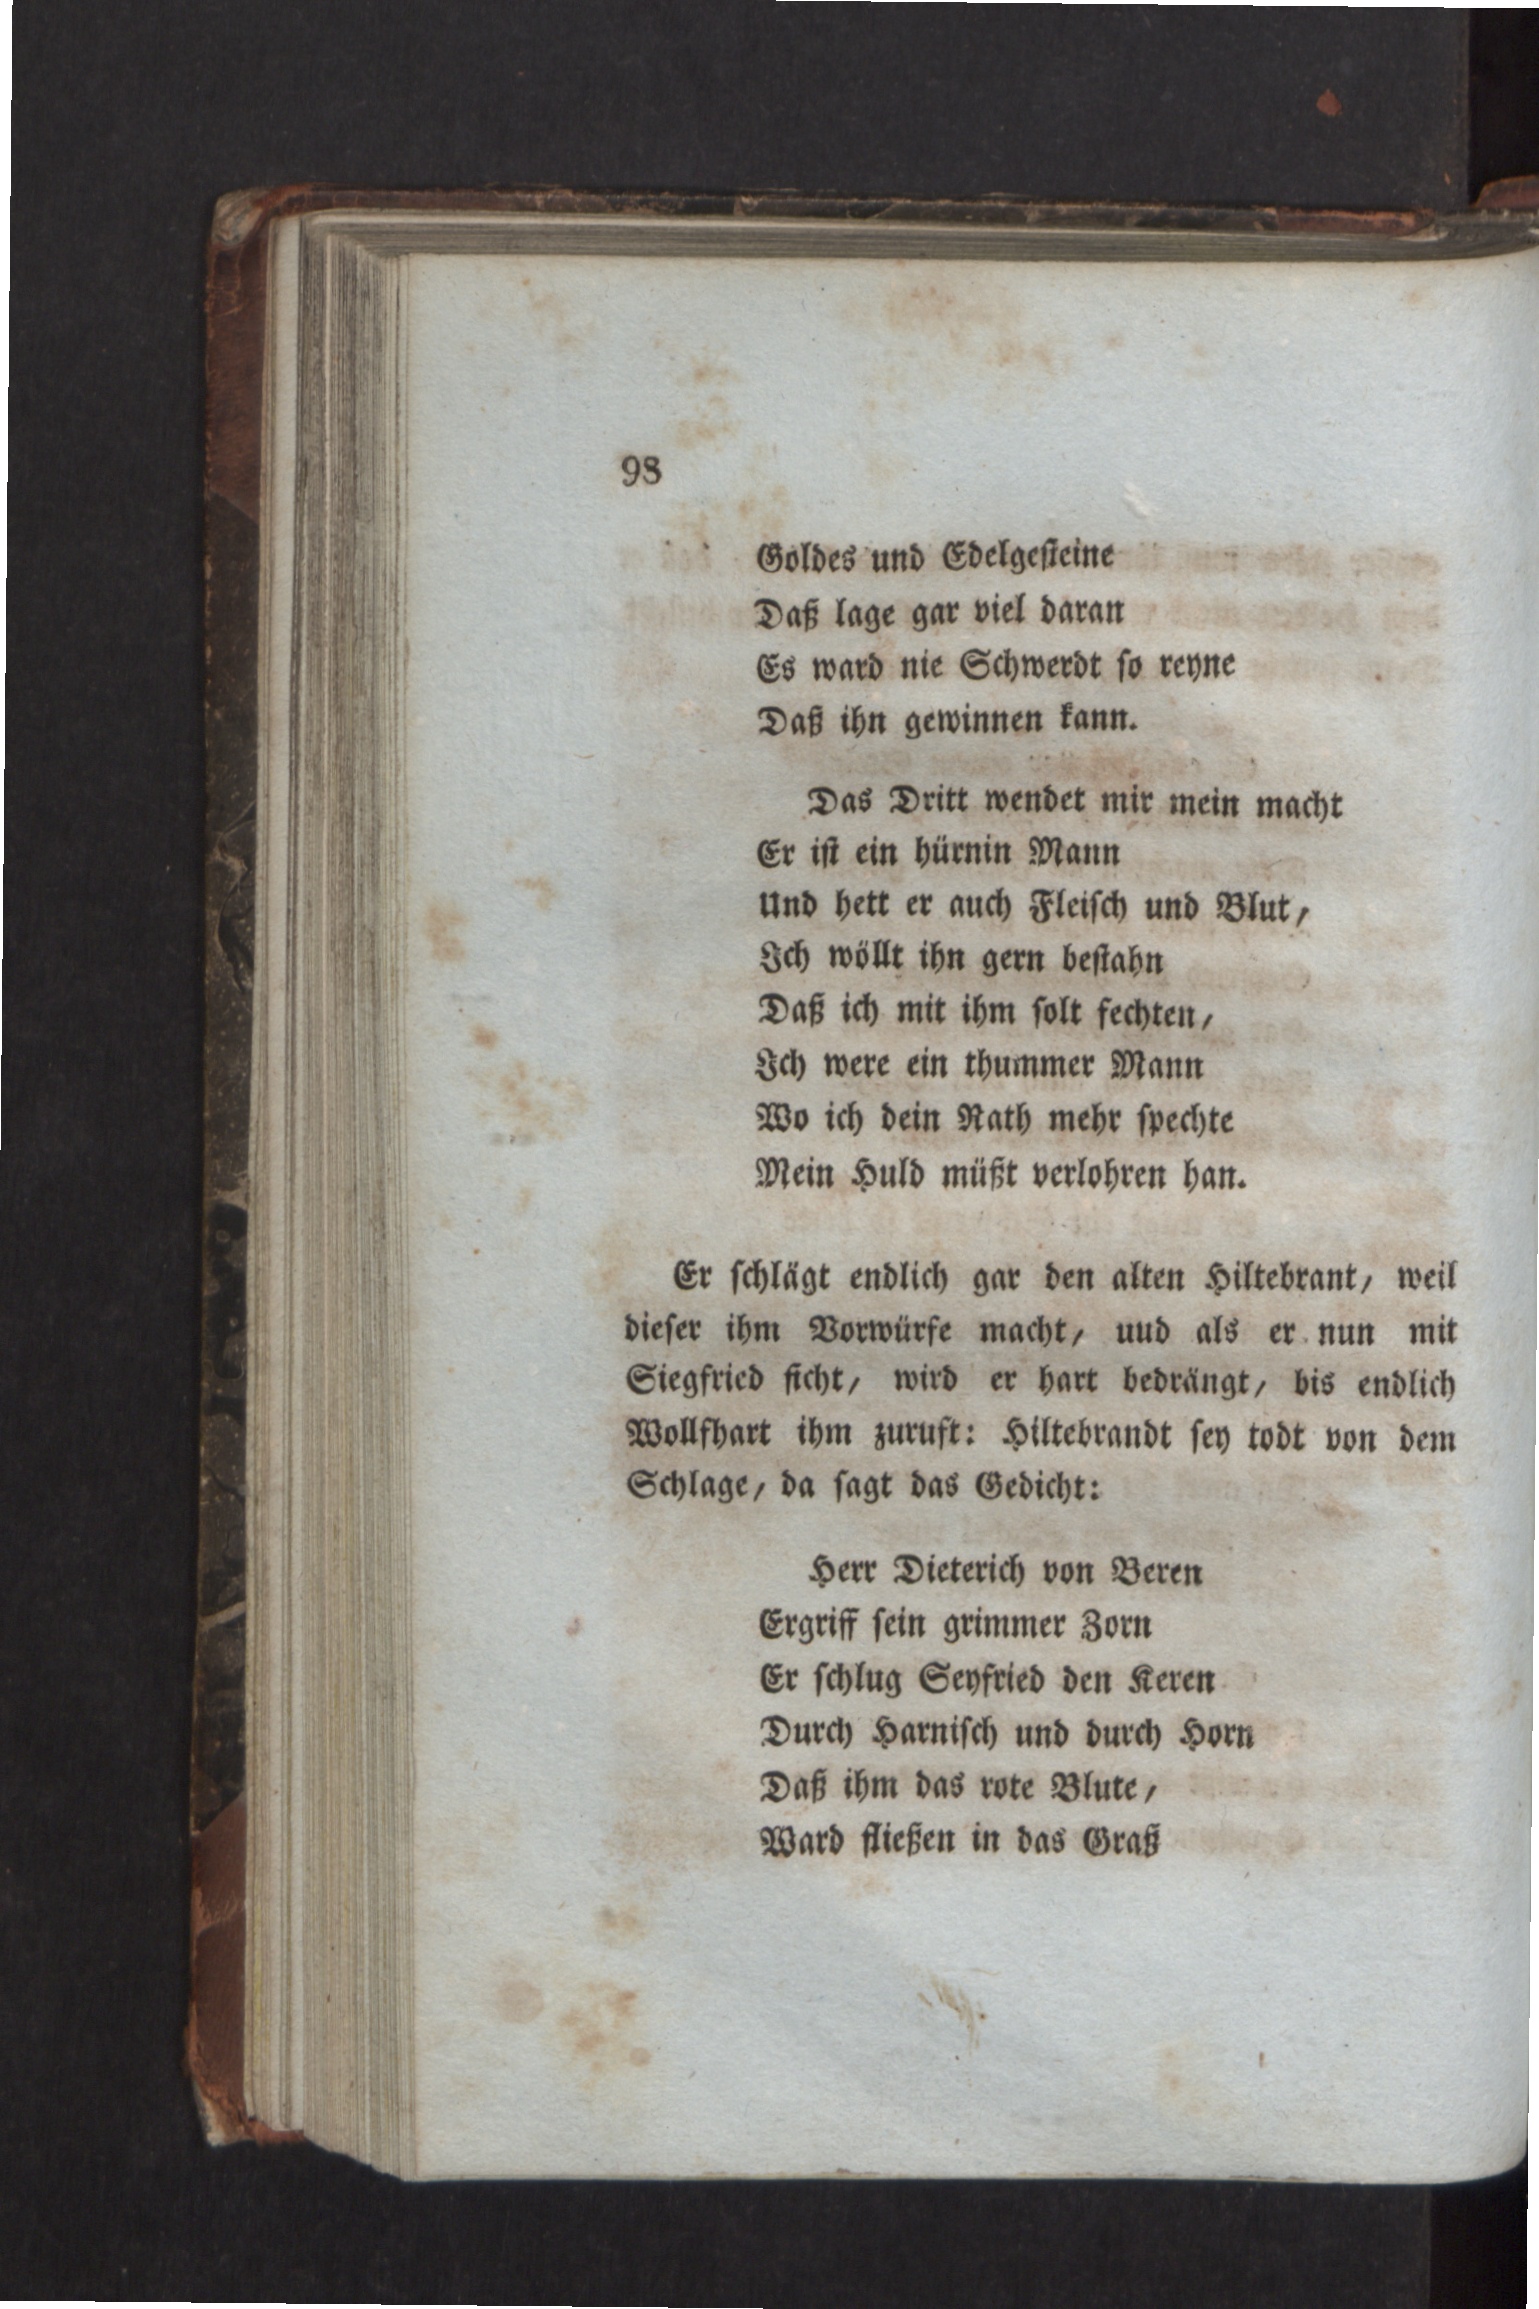 98
Goldes und Edelgesteine
Daß lage gar viel daran
Es ward nie Schwerdt so reyne
Daß ihn gewinnen kann.
Das Dritt wendet mir mein macht
Er ist ein hürnin Mann
Und hett er auch Fleisch und Blut,
Ich wöllt ihn gern bestahn
Daß ich mit ihm solt fechten,
Ich were ein thummer Mann
Wo ich dein Rath mehr spechte
Mein Huld müßt verlohren han.
Er schlägt endlich gar den alten Hiltebrant, weil
dieser ihm Vorwürfe macht, uud als er nun mit
Siegfried ficht, wird er hart bedrängt, bis endlich
Wollfhart ihm zuruft: Hiltebrandt sey todt von dem
Schlage, da sagt das Gedicht:
Herr Dieterich von Beren
Ergriff sein grimmer Zorn
Er schlug Seyfried den Keren
Durch Harnisch und durch Horn
Daß ihm das rote Blute,
Ward fließen in das Graß